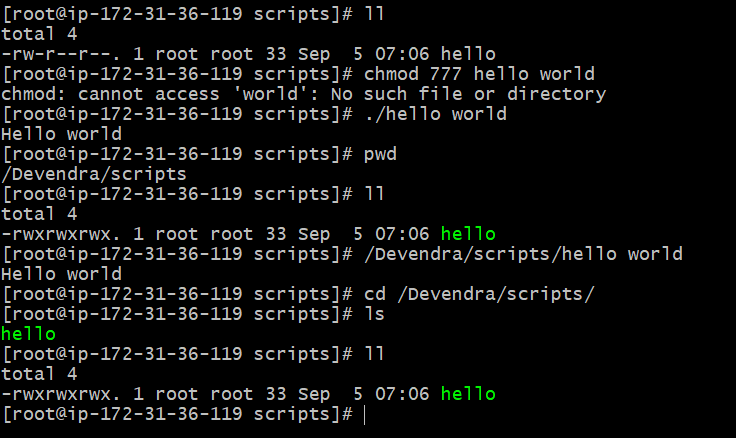 [root@ip-172-31-36-119 scripts]# ll
total 4
-rw-r--r--. 1 root root 33 Sep  5 07:06 hello
[root@ip-172-31-36-119 scripts]# chmod 777 hello world
chmod: cannot access 'world': No such file or directory
[root@ip-172-31-36-119 scripts]# ./hello world
Hello world
[root@ip-172-31-36-119 scripts]# pwd
/Devendra/scripts
[root@ip-172-31-36-119 scripts]# ll
total 4
-rwxrwxrwx. 1 root root 33 Sep  5 07:06 hello
[root@ip-172-31-36-119 scripts]# /Devendra/scripts/hello world
Hello world
[root@ip-172-31-36-119 scripts]# cd /Devendra/scripts/
[root@ip-172-31-36-119 scripts]# ls
hello
[root@ip-172-31-36-119 scripts]# ll
total 4
-rwxrwxrwx. 1 root root 33 Sep  5 07:06 hello
[root@ip-172-31-36-119 scripts]#